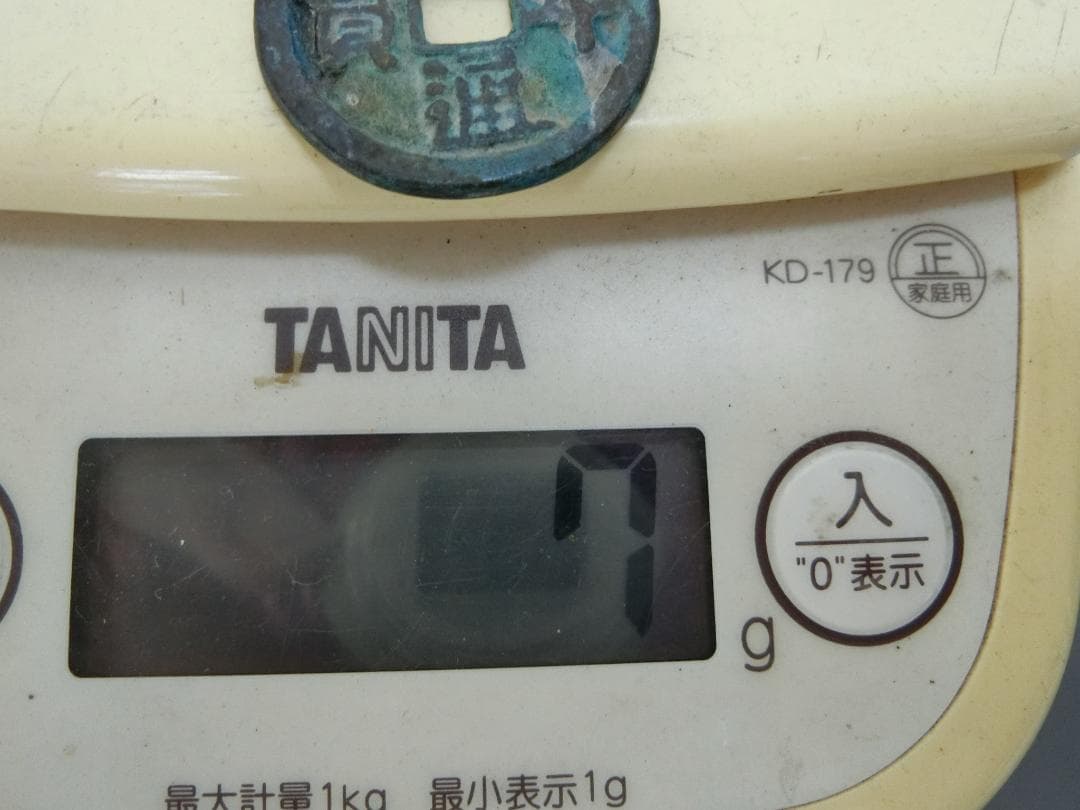 寳
通
KD-179
正
家庭用
TANITA
7
g
入
"0"表示
最大計量1kg 最小表示1g